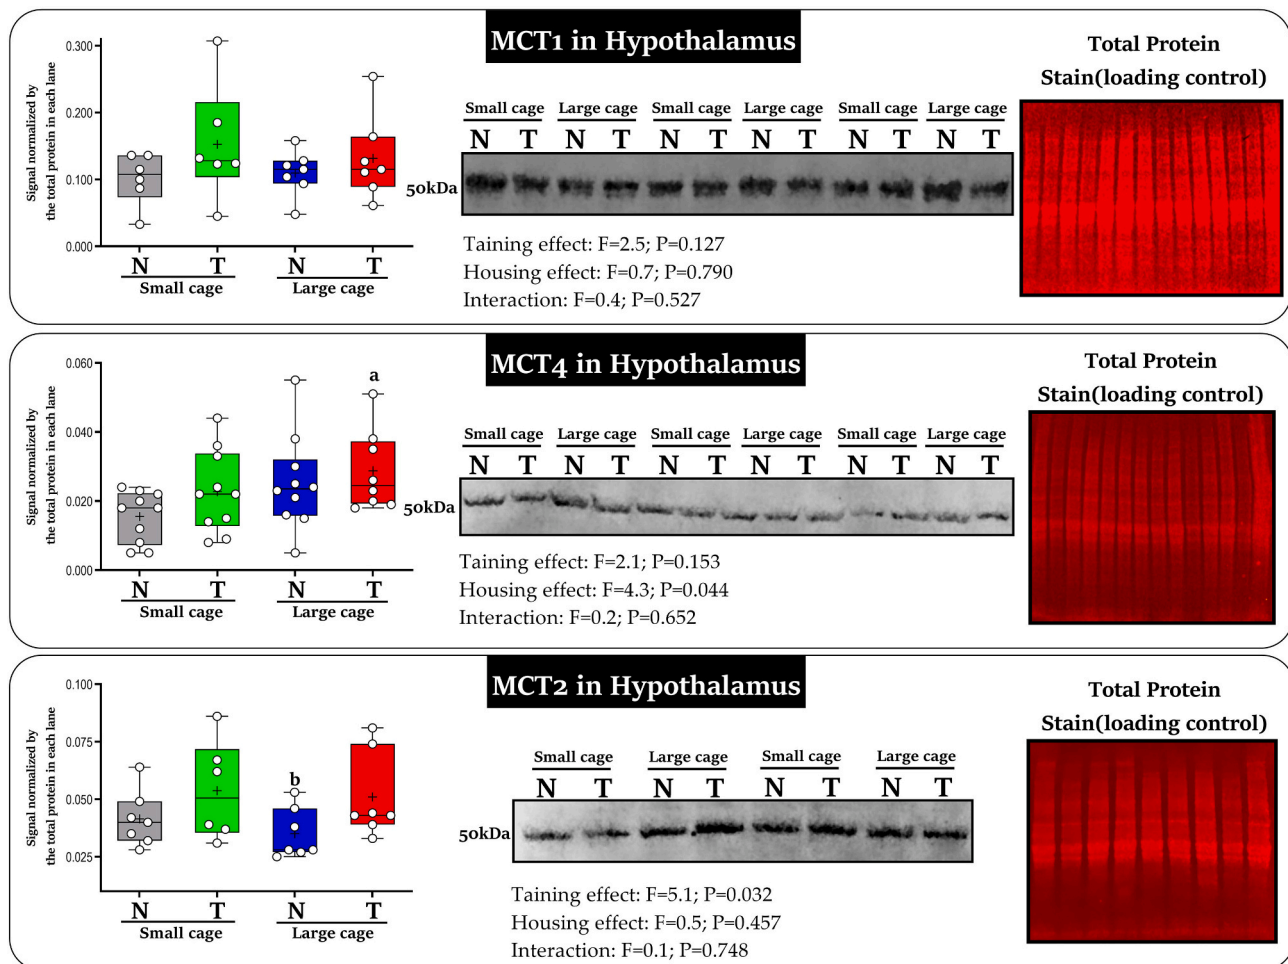 MCT1 in Hypothalamus
Signal normalized by
the total protein in each lane
0.300
0.200
0.100
0.000
N T N T
Small cage Large cage
Small cage Large cage Small cage Large cage Small cage Large cage
N T N T N T N T N T N T
50kDa
Taining effect: F=2.5; P=0.127
Housing effect: F=0.7; P=0.790
Interaction: F=0.4; P=0.527
Total Protein
Stain(loading control)
MCT4 in Hypothalamus
Signal normalized by
the total protein in each lane
0.060
0.040
0.020
0.000
a
N T N T
Small cage Large cage
Small cage Large cage Small cage Large cage Small cage Large cage
N T N T N T N T N T N T
50kDa
Taining effect: F=2.1; P=0.153
Housing effect: F=4.3; P=0.044
Interaction: F=0.2; P=0.652
Total Protein
Stain(loading control)
MCT2 in Hypothalamus
Signal normalized by
the total protein in each lane
0.100
0.075
0.050
0.025
b
N T N T
Small cage Large cage
Small cage Large cage Small cage Large cage
N T N T N T N T
50kDa
Taining effect: F=5.1; P=0.032
Housing effect: F=0.5; P=0.457
Interaction: F=0.1; P=0.748
Total Protein
Stain(loading control)